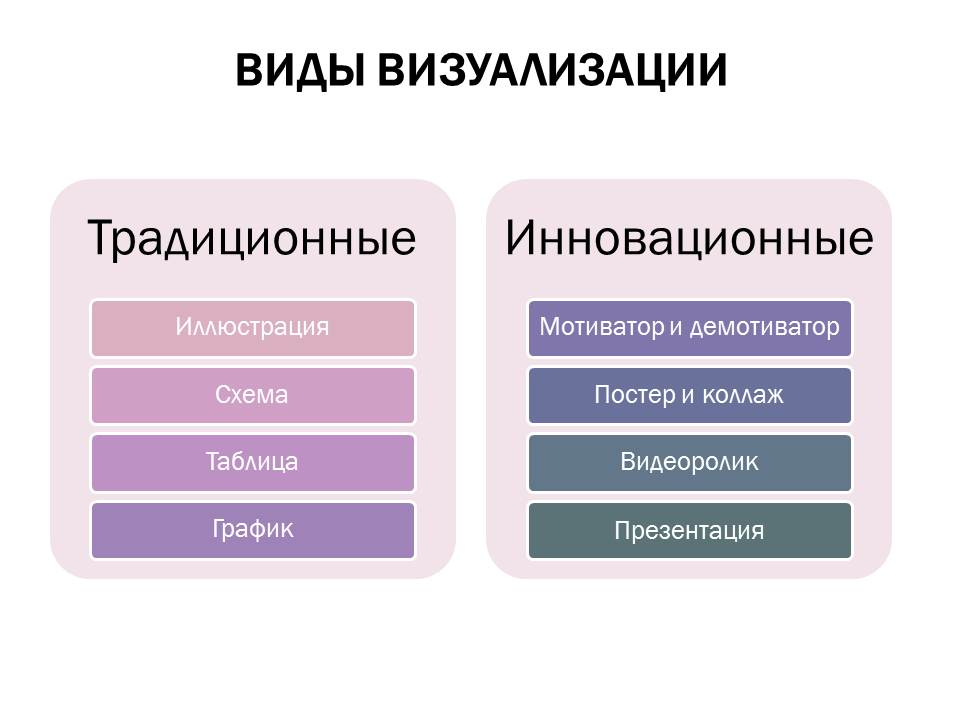 ВИДЫ ВИЗУАЛИЗАЦИИ
Традиционные
Иллюстрация
Схема
Таблица
График
Инновационные
Мотиватор и демотиватор
Постер и коллаж
Видеоролик
Презентация